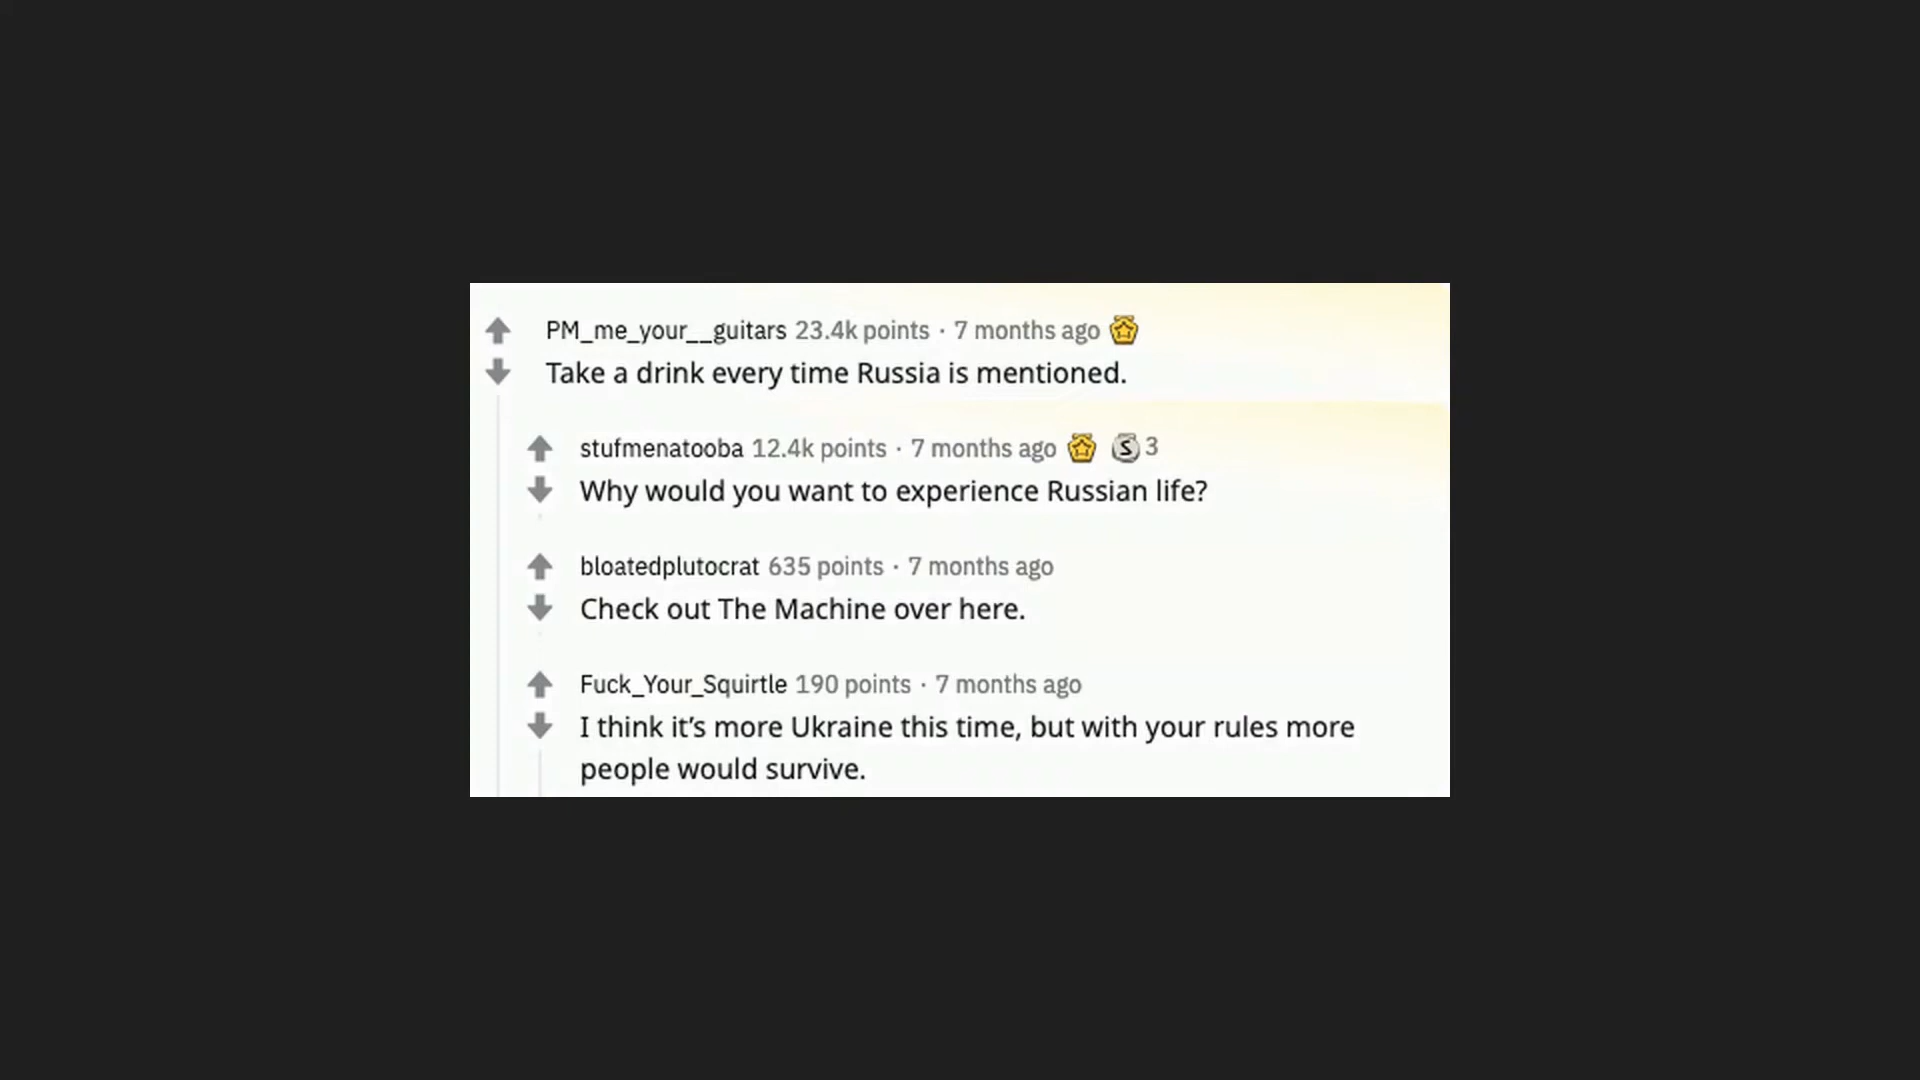 PM_me_your__guitars 23.4k points · 7 months ago
Take a drink every time Russia is mentioned.
stufmenatooba 12.4k points · 7 months ago S 3
Why would you want to experience Russian life?
bloatedplutocrat 635 points · 7 months ago
Check out The Machine over here.
Fuck_Your_Squirtle 190 points · 7 months ago
I think it’s more Ukraine this time, but with your rules more
people would survive.